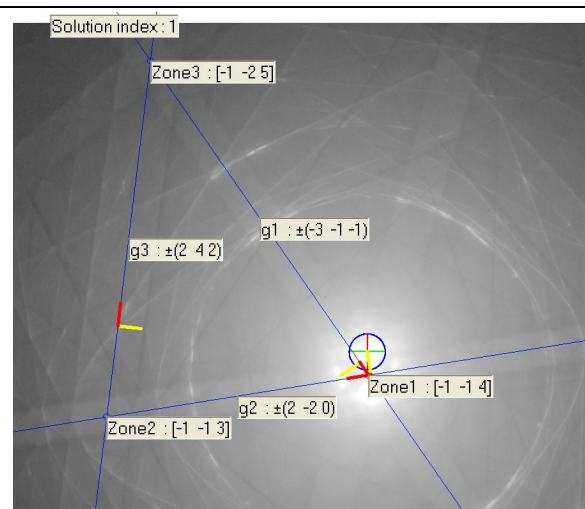 Solution index : 1
Zone3 : [-1 -2 5]
g1 : ±(-3 -1 -1)
g3 : ±(2 4 2)
Zone1 : [-1 -1 4]
g2 : ±(2 -2 0)
Zone2 : [-1 -1 3]